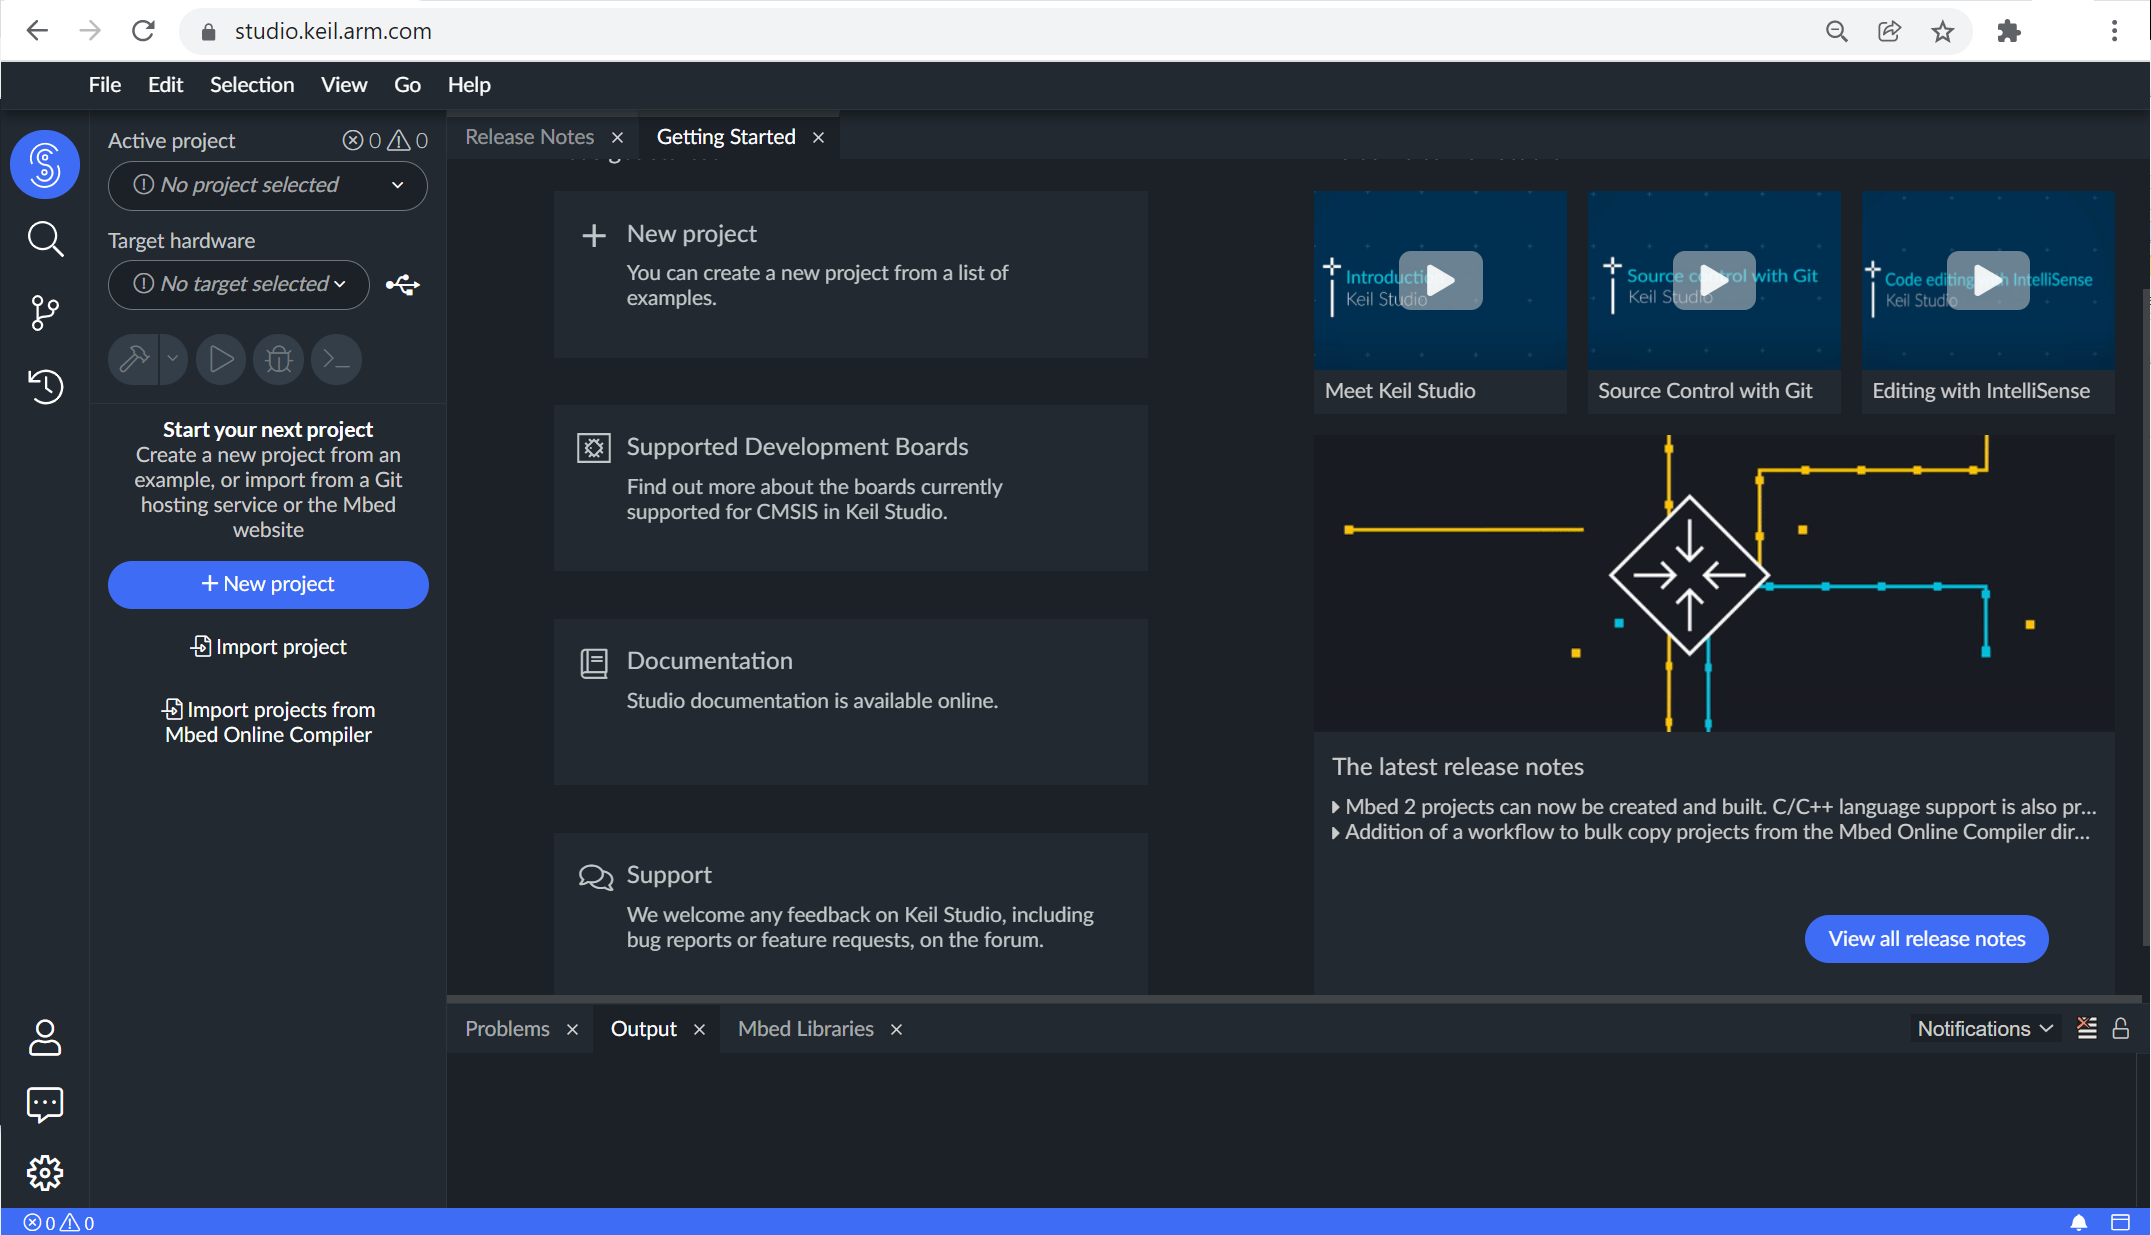 studio.keil.arm.com
File Edit Selection View Go Help
Active project 0 0
No project selected
Target hardware
No target selected
Start your next project
Create a new project from an
example, or import from a Git
hosting service or the Mbed
website
+ New project
Import project
Import projects from
Mbed Online Compiler
Release Notes × Getting Started ×
New project
You can create a new project from a list of
examples.
Supported Development Boards
Find out more about the boards currently
supported for CMSIS in Keil Studio.
Documentation
Studio documentation is available online.
Support
We welcome any feedback on Keil Studio, including
bug reports or feature requests, on the forum.
Keil Studio
Meet Keil Studio
Source control with Git
Keil Studio
Source Control with Git
Code editing with IntelliSense
Keil Studio
Editing with IntelliSense
The latest release notes
Mbed 2 projects can now be created and built. C/C++ language support is also pr...
Addition of a workflow to bulk copy projects from the Mbed Online Compiler dir...
View all release notes
Problems × Output × Mbed Libraries ×
Notifications
0 0